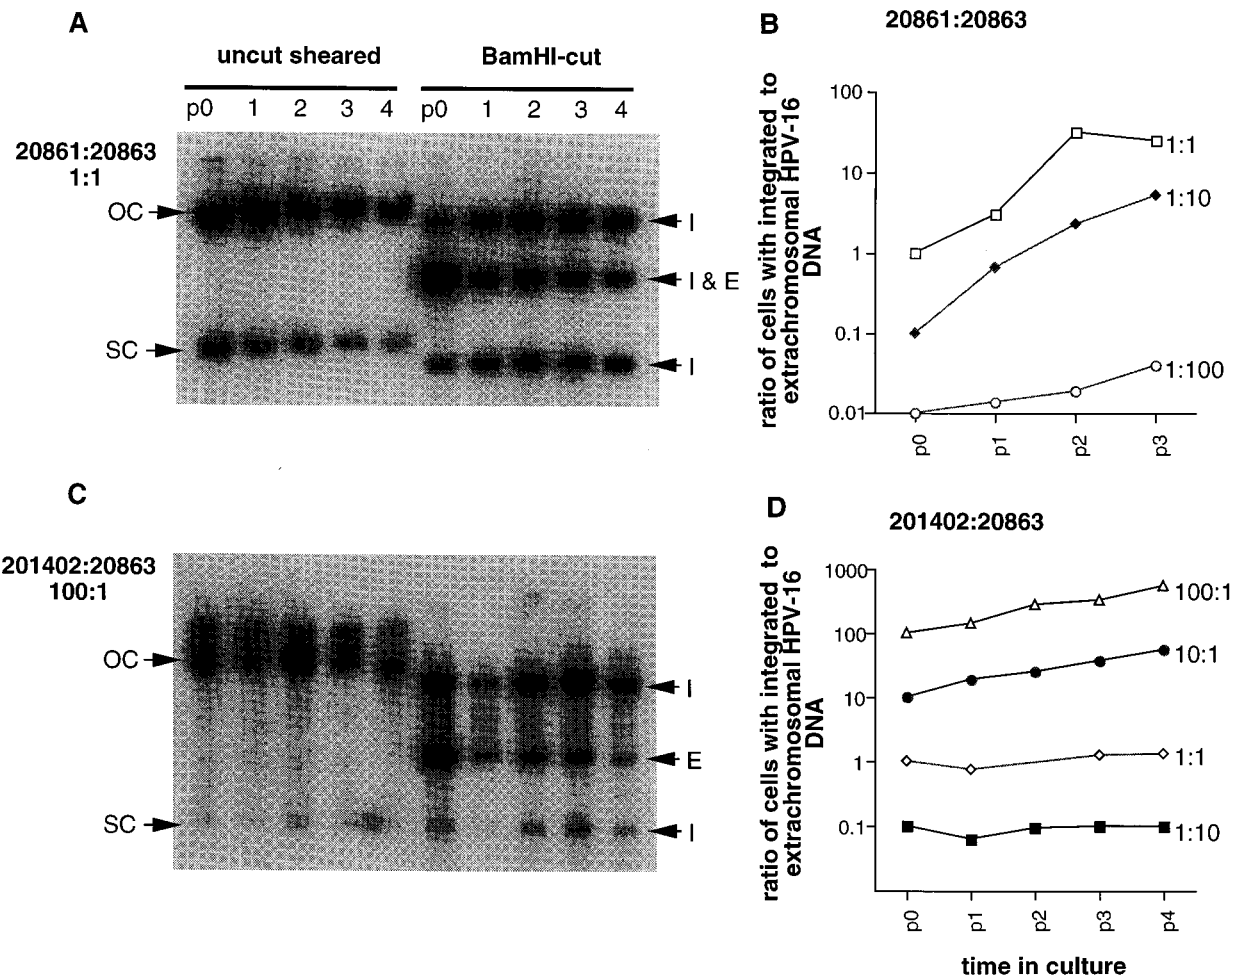 A
uncut sheared
BamHI-cut
p0 1 2 3 4 p0 1 2 3 4
20861:20863
1:1
OC
SC
I
I & E
I
B
20861:20863
ratio of cells with integrated to
extrachromosomal HPV-16
DNA
100
10
1
0.1
0.01
1:1
1:10
1:100
p0 p1 p2 p3
C
201402:20863
100:1
OC
SC
I
E
I
D
201402:20863
ratio of cells with integrated to
extrachromosomal HPV-16
DNA
1000
100
10
1
0.1
100:1
10:1
1:1
1:10
p0 p1 p2 p3 p4
time in culture